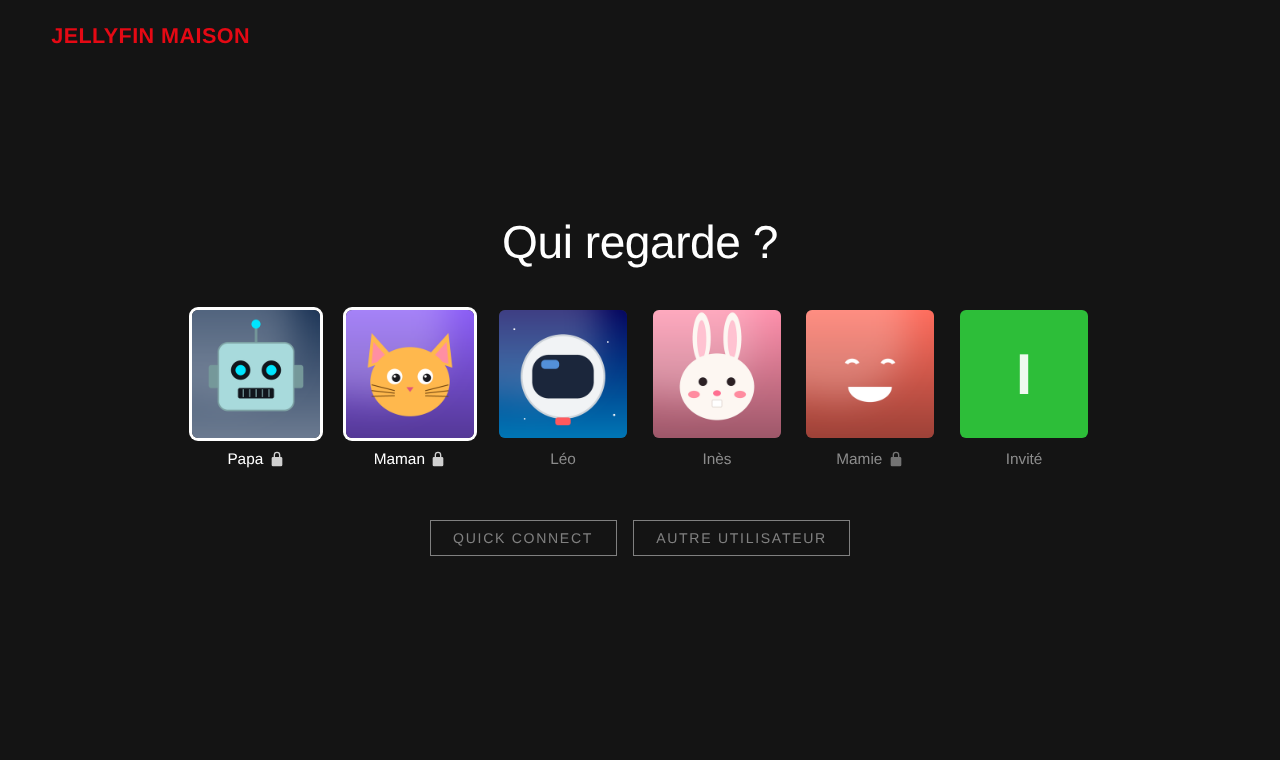 JELLYFIN MAISON
Qui regarde ?
I
Papa
Maman
Léo
Inès
Mamie
Invité
QUICK CONNECT
AUTRE UTILISATEUR